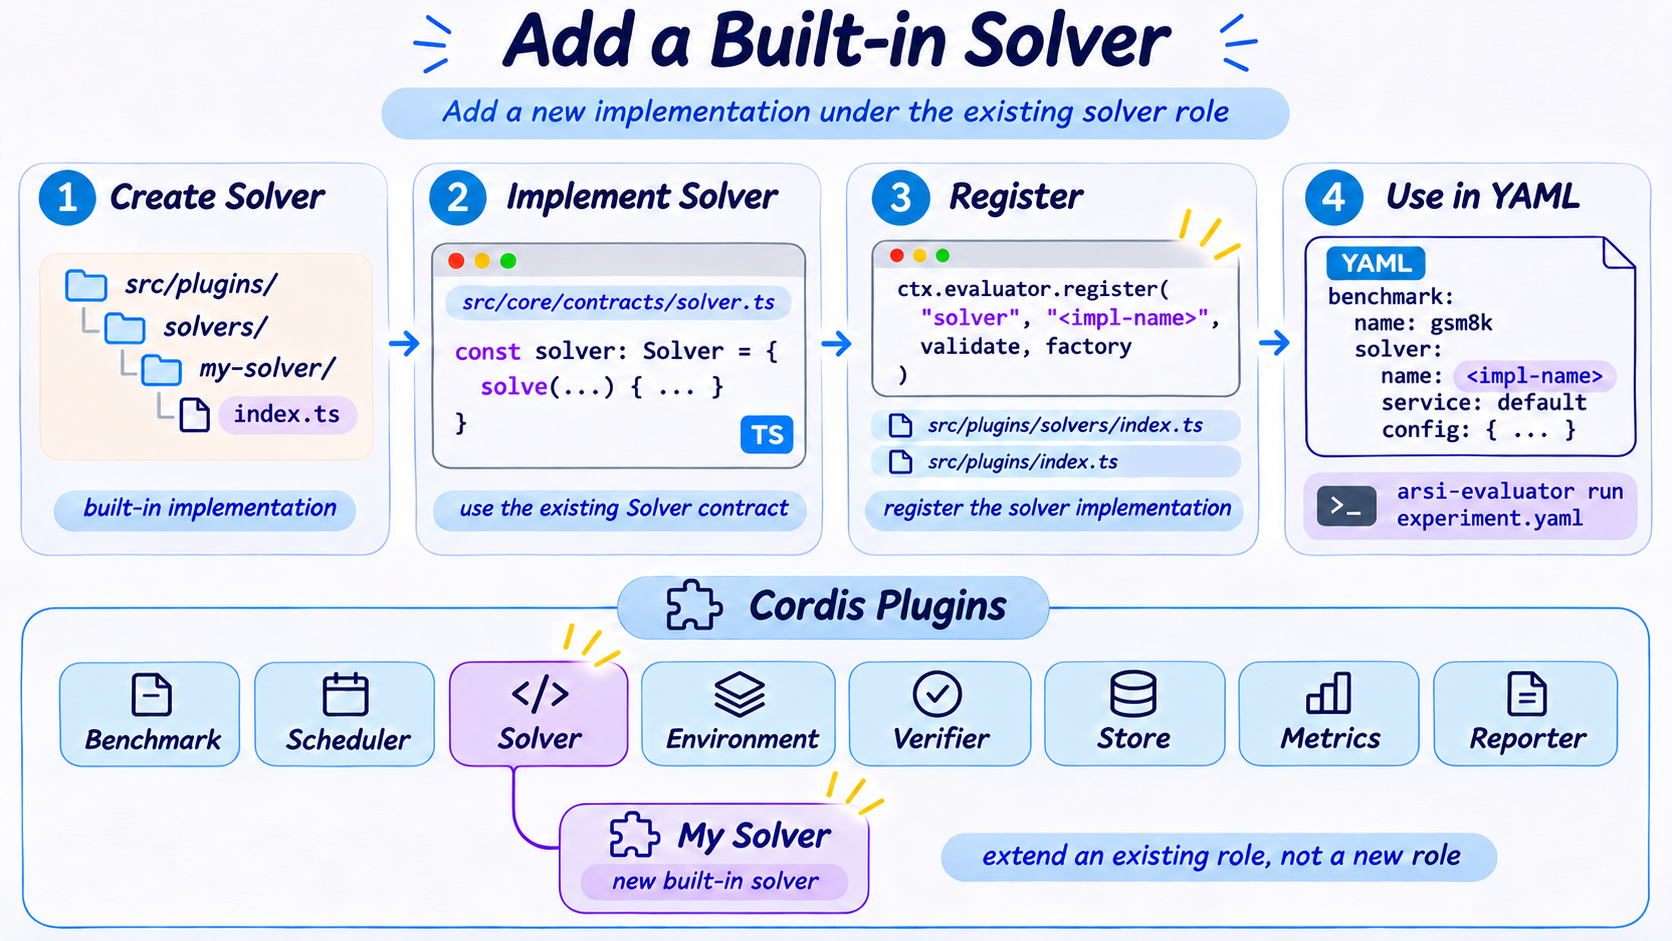 Add a Built-in Solver
Add a new implementation under the existing solver role
1 Create Solver
src/plugins/
solvers/
my-solver/
index.ts
built-in implementation
2 Implement Solver
src/core/contracts/solver.ts
const solver: Solver = {
solve(...) { ... }
}
TS
use the existing Solver contract
3 Register
ctx.evaluator.register(
"solver", "<impl-name>",
validate, factory
)
src/plugins/solvers/index.ts
src/plugins/index.ts
register the solver implementation
4 Use in YAML
YAML
benchmark:
name: gsm8k
solver:
name: <impl-name>
service: default
config: { ... }
>_
arsi-evaluator run
experiment.yaml
Cordis Plugins
</>
Benchmark
Scheduler
Solver
Environment
Verifier
Store
Metrics
Reporter
My Solver
new built-in solver
extend an existing role, not a new role